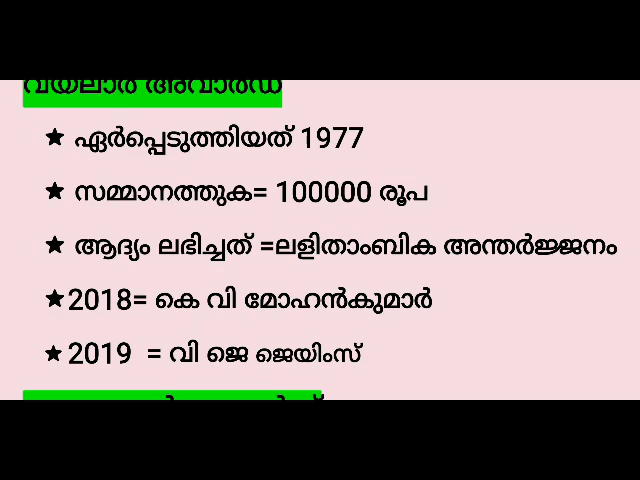 വയലാർ അവാർഡ്
★ ഏർപ്പെടുത്തിയത് 1977
★ സമ്മാനത്തുക= 100000 രൂപ
★ ആദ്യം ലഭിച്ചത് =ലളിതാംബിക അന്തർജ്ജനം
★2018= കെ വി മോഹൻകുമാർ
★ 2019 = വി ജെ ജെയിംസ്